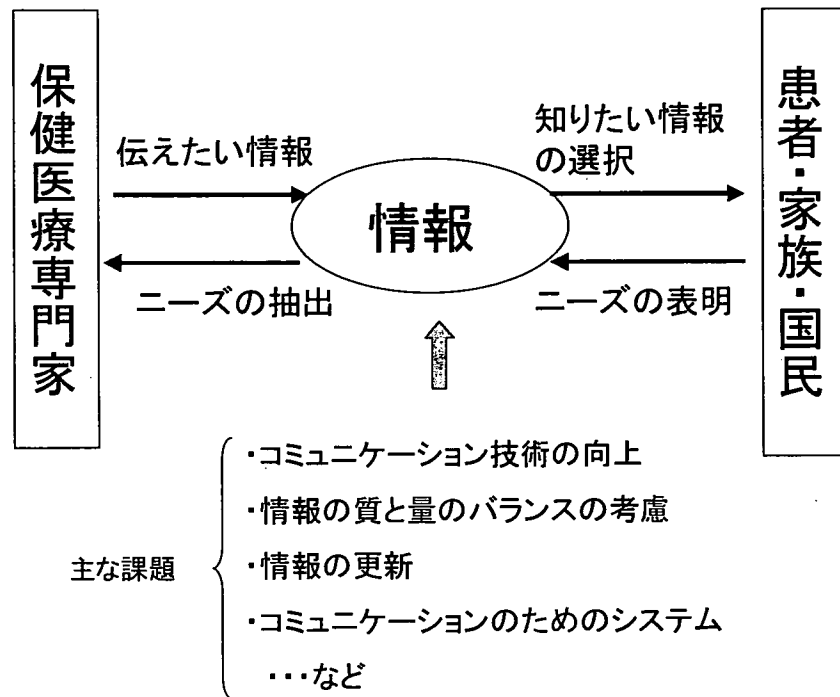 保健医療専門家
伝えたい情報
ニーズの抽出
情報
知りたい情報
の選択
ニーズの表明
患者・家族・国民
主な課題
・コミュニケーション技術の向上
・情報の質と量のバランスの考慮
・情報の更新
・コミュニケーションのためのシステム
・・・など